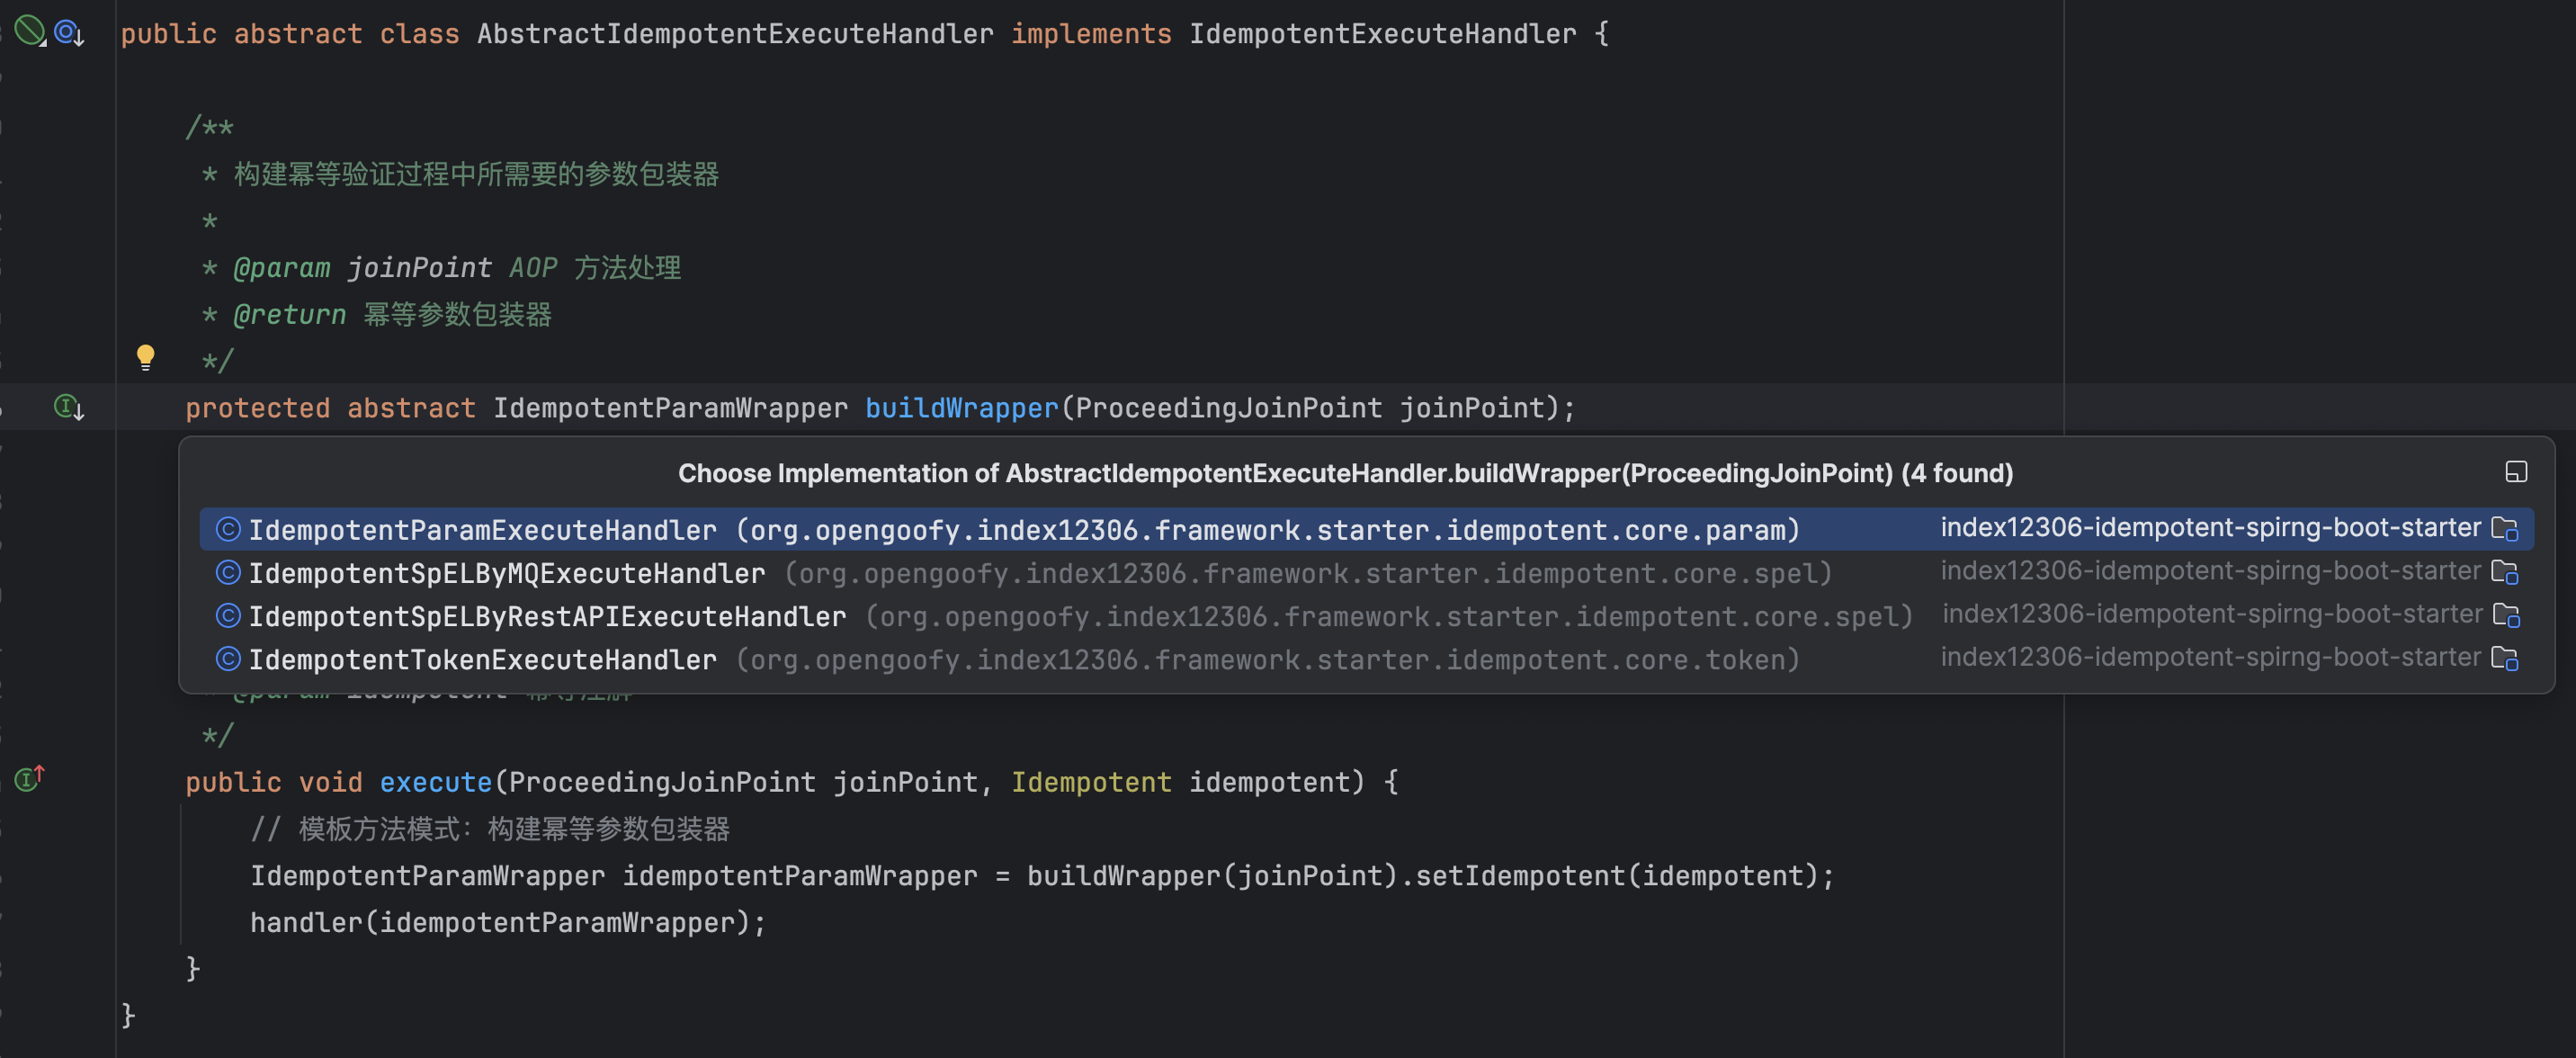 public abstract class AbstractIdempotentExecuteHandler implements IdempotentExecuteHandler {
/**
* 构建幂等验证过程中所需要的参数包装器
*
* @param joinPoint AOP 方法处理
* @return 幂等参数包装器
*/
protected abstract IdempotentParamWrapper buildWrapper(ProceedingJoinPoint joinPoint);
Choose Implementation of AbstractIdempotentExecuteHandler.buildWrapper(ProceedingJoinPoint) (4 found)
IdempotentParamExecuteHandler (org.opengoofy.index12306.framework.starter.idempotent.core.param) index12306-idempotent-spirng-boot-starter
IdempotentSpELByMQExecuteHandler (org.opengoofy.index12306.framework.starter.idempotent.core.spel) index12306-idempotent-spirng-boot-starter
IdempotentSpELByRestAPIExecuteHandler (org.opengoofy.index12306.framework.starter.idempotent.core.spel) index12306-idempotent-spirng-boot-starter
IdempotentTokenExecuteHandler (org.opengoofy.index12306.framework.starter.idempotent.core.token) index12306-idempotent-spirng-boot-starter
* @param idempotent 幂等注解
*/
public void execute(ProceedingJoinPoint joinPoint, Idempotent idempotent) {
// 模板方法模式：构建幂等参数包装器
IdempotentParamWrapper idempotentParamWrapper = buildWrapper(joinPoint).setIdempotent(idempotent);
handler(idempotentParamWrapper);
}
}